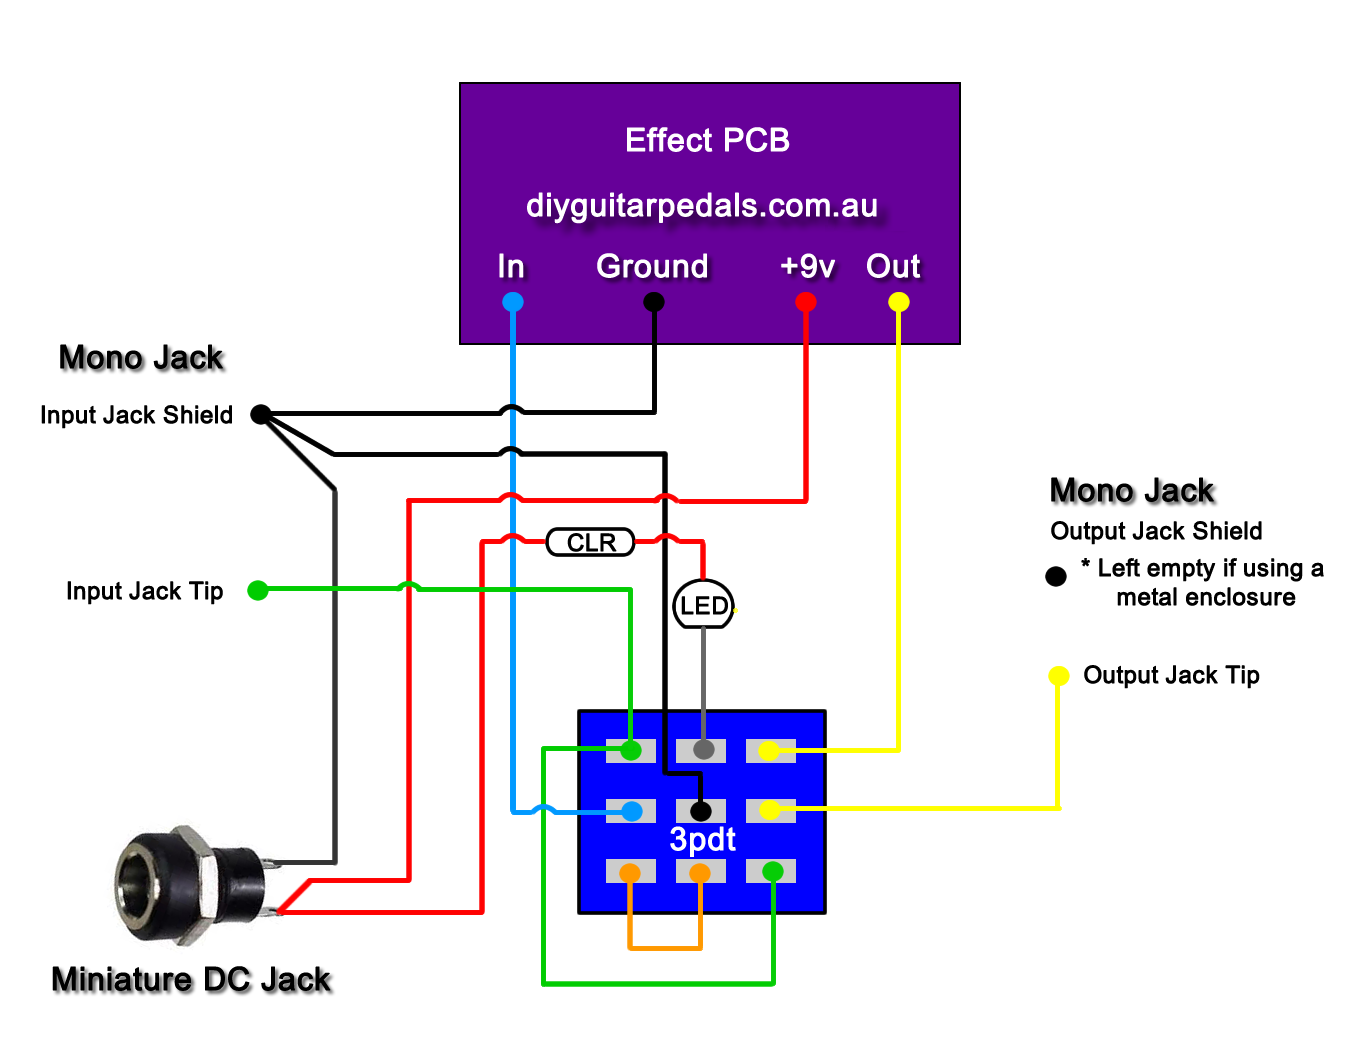 Effect PCB
diyguitarpedals.com.au
In Ground +9v Out
Mono Jack
Input Jack Shield
Mono Jack
Output Jack Shield
* Left empty if using a
metal enclosure
CLR
Input Jack Tip
LED
Output Jack Tip
3pdt
Miniature DC Jack